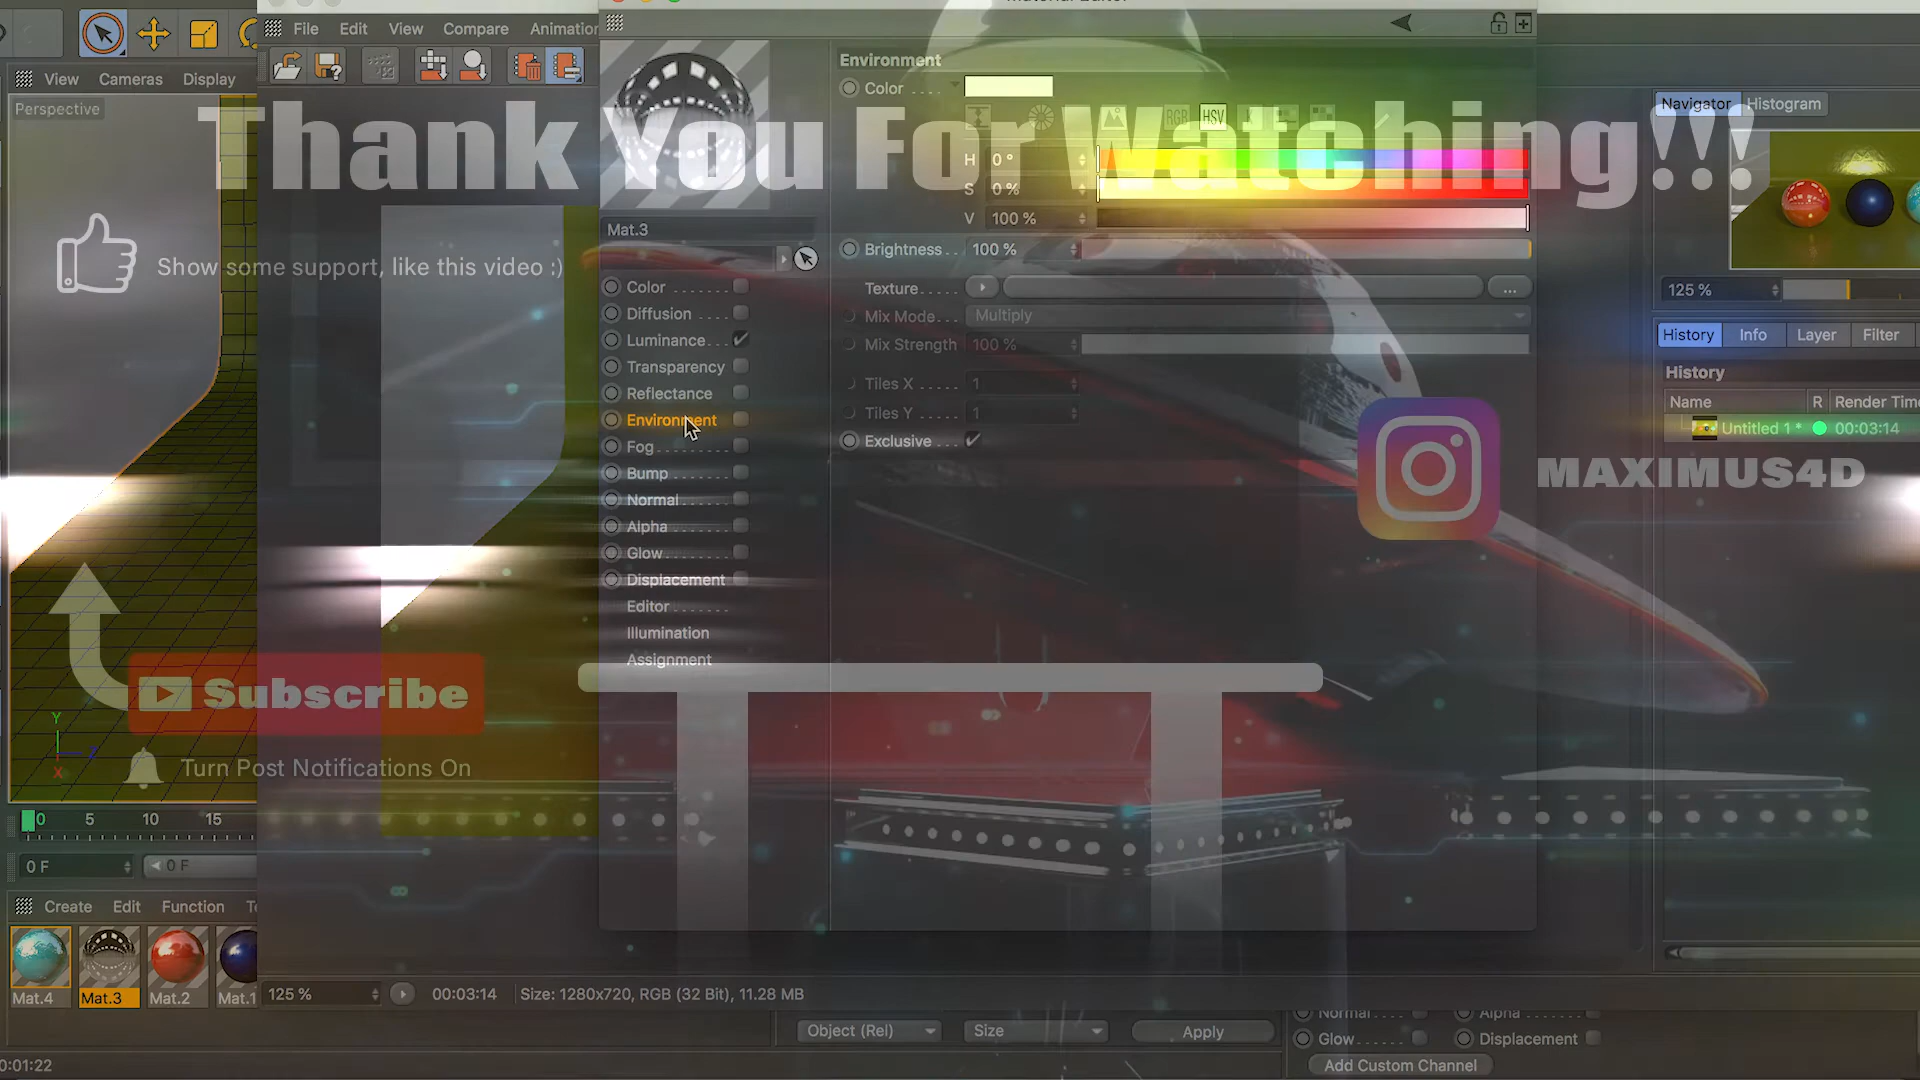 Material Editor
File Edit View Compare
View Cameras Display
Perspective
Environment
Color
Navigator Histogram
Thank You For Watching!!!
RGB HSV
H 0 °
S 0 %
V 100 %
Mat.3
Brightness 100 %
Show some support, like this video :)
Texture
...
125 %
Mix Mode Multiply
Mix Strength 100 %
Tiles X 1
Tiles Y 1
Exclusive
Color
Diffusion
Luminance
Transparency
Reflectance
Environment
Fog
Bump
Normal
Alpha
Glow
Displacement
Editor
Illumination
Assignment
History Info Layer Filter
History
Name R
Untitled 1 * 00:03:14
MAXIMUS4D
Subscribe
Turn Post Notifications On
Y
Z
X
0 5 10 15
0 F 0 F
Create Edit Function
Mat.4 Mat.3 Mat.2 Mat.1
125 % 00:03:14 Size: 1280x720, RGB (32 Bit), 11.28 MB
Object (Rel) Size Apply
Normal Alpha
Glow Displacement
Add Custom Channel
0:01:22